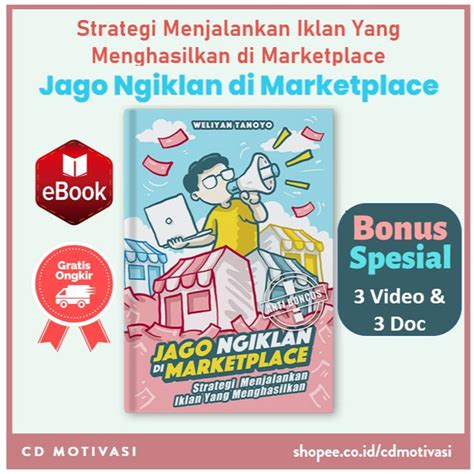 Strategi Menjalankan Iklan Yang
Menghasilkan di Marketplace
Jago Ngiklan di Marketplace
WELIYAN TANOYO
eBook
Gratis
Ongkir
Bonus
Spesial
3 Video &
3 Doc
ANTI BONCOS
JAGO NGIKLAN
DI MARKETPLACE
Strategi Menjalankan
Iklan Yang Menghasilkan
CD MOTIVASI
shopee.co.id/cdmotivasi